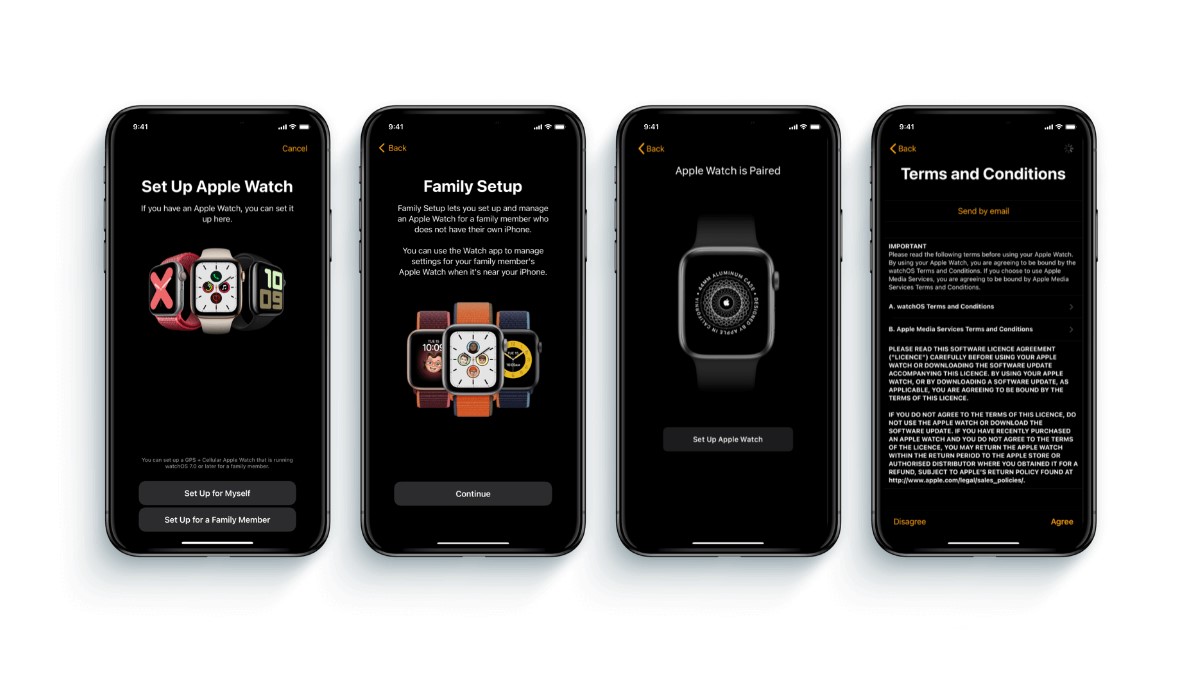 9:41
Cancel
Set Up Apple Watch
If you have an Apple Watch, you can set it
up here.
10
09
You can set up a GPS + Cellular Apple Watch that is running
watchOS 7.0 or later for a family member.
Set Up for Myself
Set Up for a Family Member
9:41
Back
Family Setup
Family Setup lets you set up and manage
an Apple Watch for a family member who
does not have their own iPhone.
You can use the Watch app to manage
settings for your family member's
Apple Watch when it's near your iPhone.
10:09
Continue
9:41
Back
Apple Watch is Paired
44MM ALUMINUM CASE • DESIGNED BY APPLE IN CALIFORNIA •
Set Up Apple Watch
9:41
Back
Terms and Conditions
Send by email
IMPORTANT
Please read the following terms before using your Apple Watch.
By using your Apple Watch, you are agreeing to be bound by the
watchOS Terms and Conditions. If you choose to use Apple
Media Services, you are agreeing to be bound by Apple Media
Services Terms and Conditions.
A. watchOS Terms and Conditions
B. Apple Media Services Terms and Conditions
PLEASE READ THIS SOFTWARE LICENCE AGREEMENT
("LICENCE") CAREFULLY BEFORE USING YOUR APPLE
WATCH OR DOWNLOADING THE SOFTWARE UPDATE
ACCOMPANYING THIS LICENCE. BY USING YOUR APPLE
WATCH, OR BY DOWNLOADING A SOFTWARE UPDATE, AS
APPLICABLE, YOU ARE AGREEING TO BE BOUND BY THE
TERMS OF THIS LICENCE.
IF YOU DO NOT AGREE TO THE TERMS OF THIS LICENCE, DO
NOT USE THE APPLE WATCH OR DOWNLOAD THE
SOFTWARE UPDATE. IF YOU HAVE RECENTLY PURCHASED
AN APPLE WATCH AND YOU DO NOT AGREE TO THE TERMS
OF THE LICENCE, YOU MAY RETURN THE APPLE WATCH
WITHIN THE RETURN PERIOD TO THE APPLE STORE OR
AUTHORISED DISTRIBUTOR WHERE YOU OBTAINED IT FOR A
REFUND, SUBJECT TO APPLE'S RETURN POLICY FOUND AT
http://www.apple.com/legal/sales_policies/.
Disagree
Agree